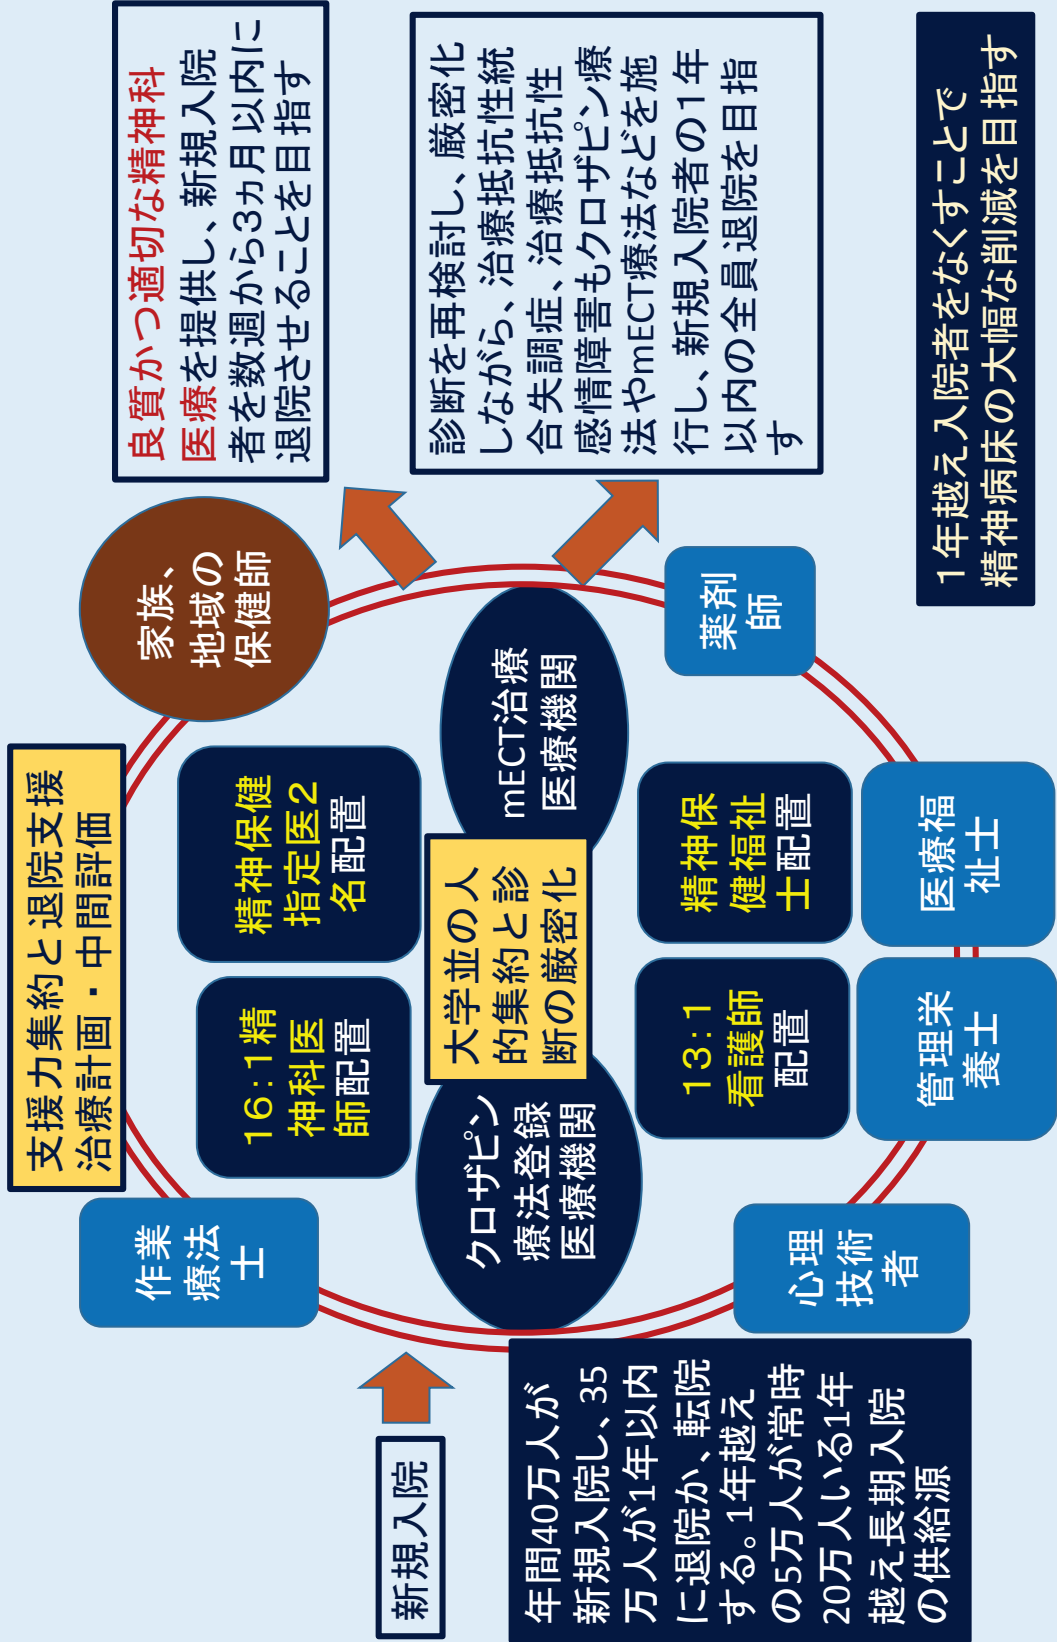 支援力集約と退院支援
治療計画・中間評価
家族、
地域の
保健師
良質かつ適切な精神科
医療を提供し、新規入院
者を数週から3ヵ月以内に
退院させることを目指す
作業
療法
士
16:1精
神科医
師配置
精神保健
指定医2
名配置
新規入院
クロザピン
療法登録
医療機関
大学並の人
的集約と診
断の厳密化
mECT治療
医療機関
診断を再検討し、厳密化
しながら、治療抵抗性統
合失調症、治療抵抗性
感情障害もクロザピン療
法やmECT療法などを施
行し、新規入院者の1年
以内の全員退院を目指
す
年間40万人が
新規入院し、35
万人が1年以内
に退院か、転院
する。1年越え
の5万人が常時
20万人いる1年
越え長期入院
の供給源
13:1
看護師
配置
精神保
健福祉
士配置
薬剤
師
心理
技術
者
管理栄
養士
医療福
祉士
1年越え入院者をなくすことで
精神病床の大幅な削減を目指す